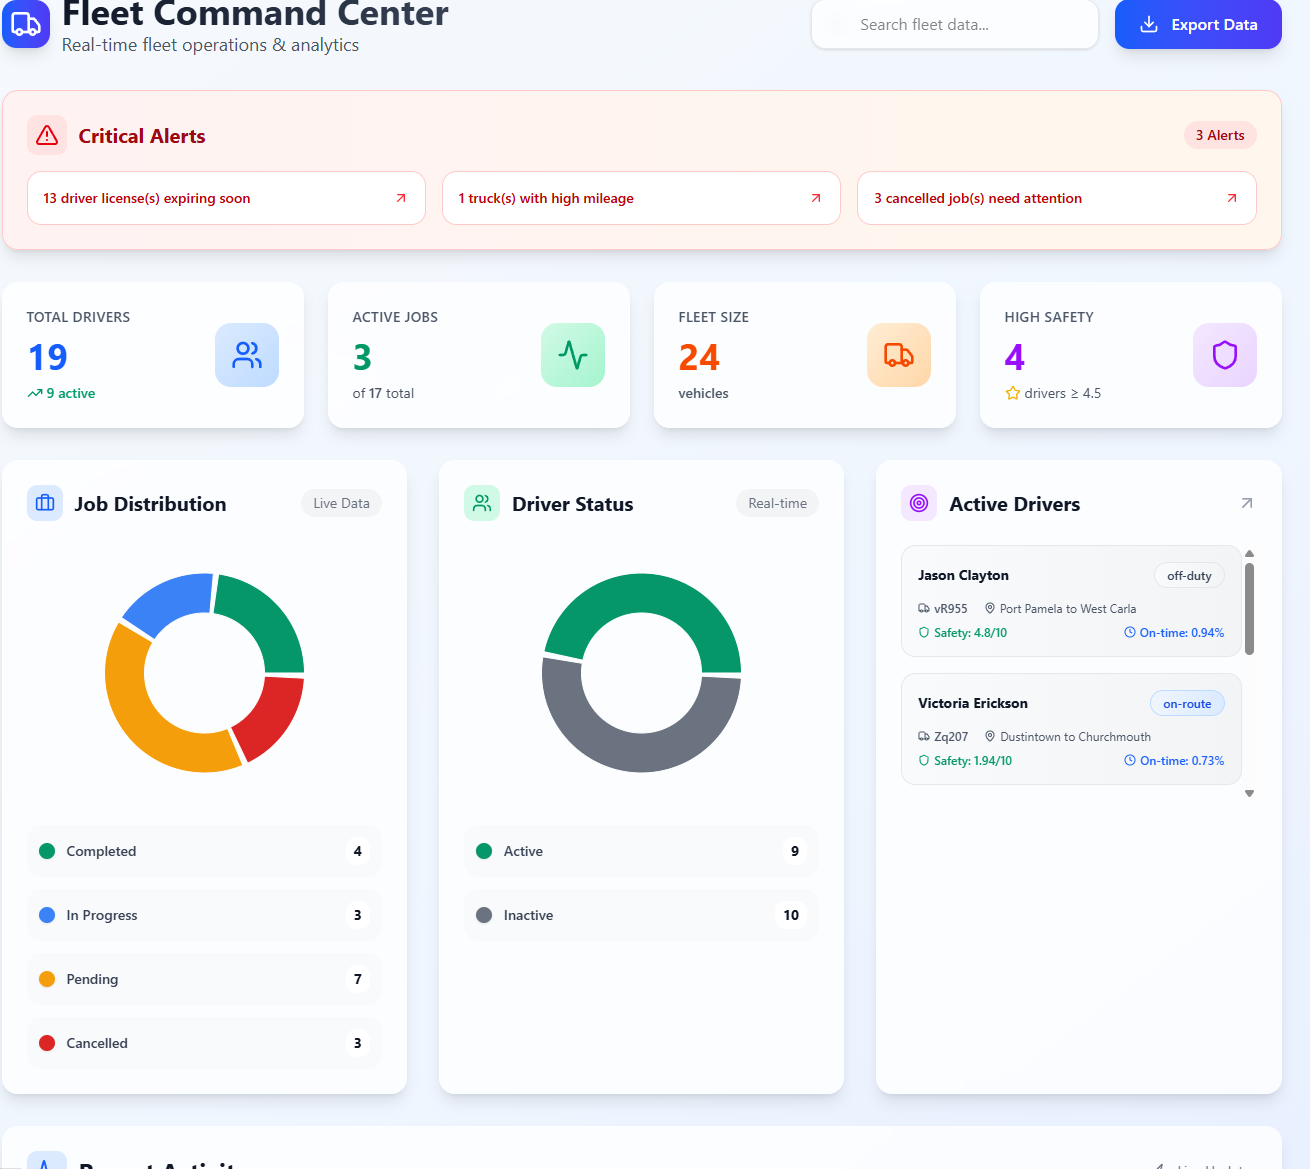 Fleet Command Center
Real-time fleet operations & analytics
Search fleet data...
Export Data
Critical Alerts
3 Alerts
13 driver license(s) expiring soon
1 truck(s) with high mileage
3 cancelled job(s) need attention
TOTAL DRIVERS
19
9 active
ACTIVE JOBS
3
of 17 total
FLEET SIZE
24
vehicles
HIGH SAFETY
4
drivers ≥ 4.5
Job Distribution
Live Data
Completed
4
In Progress
3
Pending
7
Cancelled
3
Driver Status
Real-time
Active
9
Inactive
10
Active Drivers
Jason Clayton
off-duty
vR955
Port Pamela to West Carla
Safety: 4.8/10
On-time: 0.94%
Victoria Erickson
on-route
Zq207
Dustintown to Churchmouth
Safety: 1.94/10
On-time: 0.73%
Recent Activity